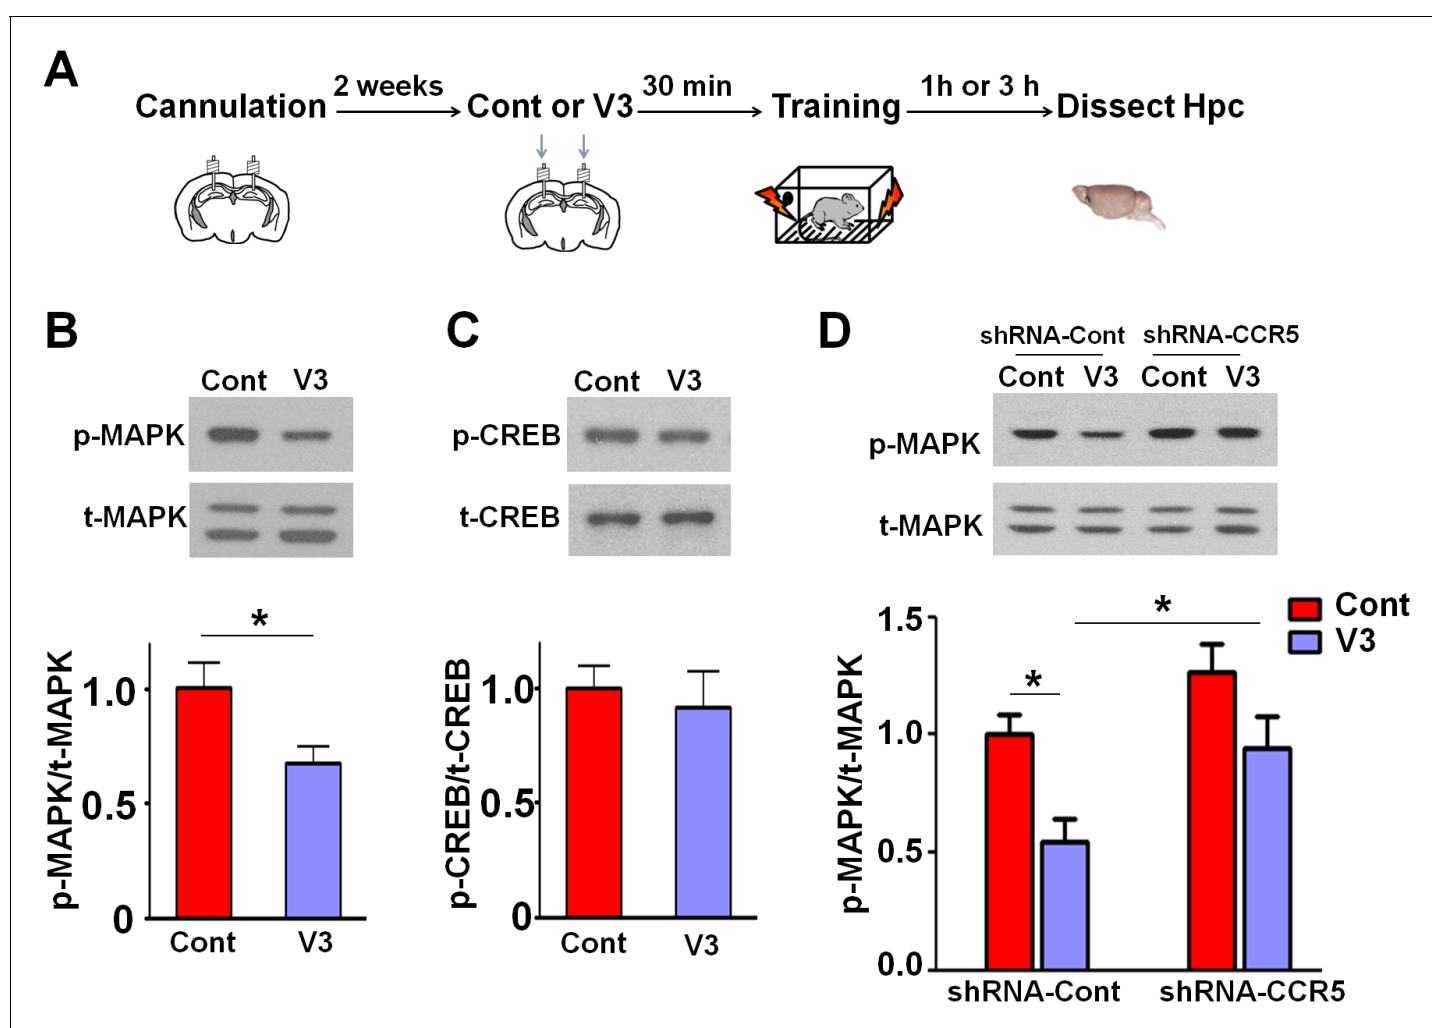 A
Cannulation 2 weeks Cont or V3 30 min Training 1h or 3 h Dissect Hpc
B
Cont V3
p-MAPK
t-MAPK
*
p-MAPK/t-MAPK
1.0
0.5
0
Cont V3
C
Cont V3
p-CREB
t-CREB
p-CREB/t-CREB
1.0
0.5
0
Cont V3
D
shRNA-Cont shRNA-CCR5
Cont V3 Cont V3
p-MAPK
t-MAPK
Cont
V3
*
*
p-MAPK/t-MAPK
1.5
1.0
0.5
0.0
shRNA-Cont shRNA-CCR5